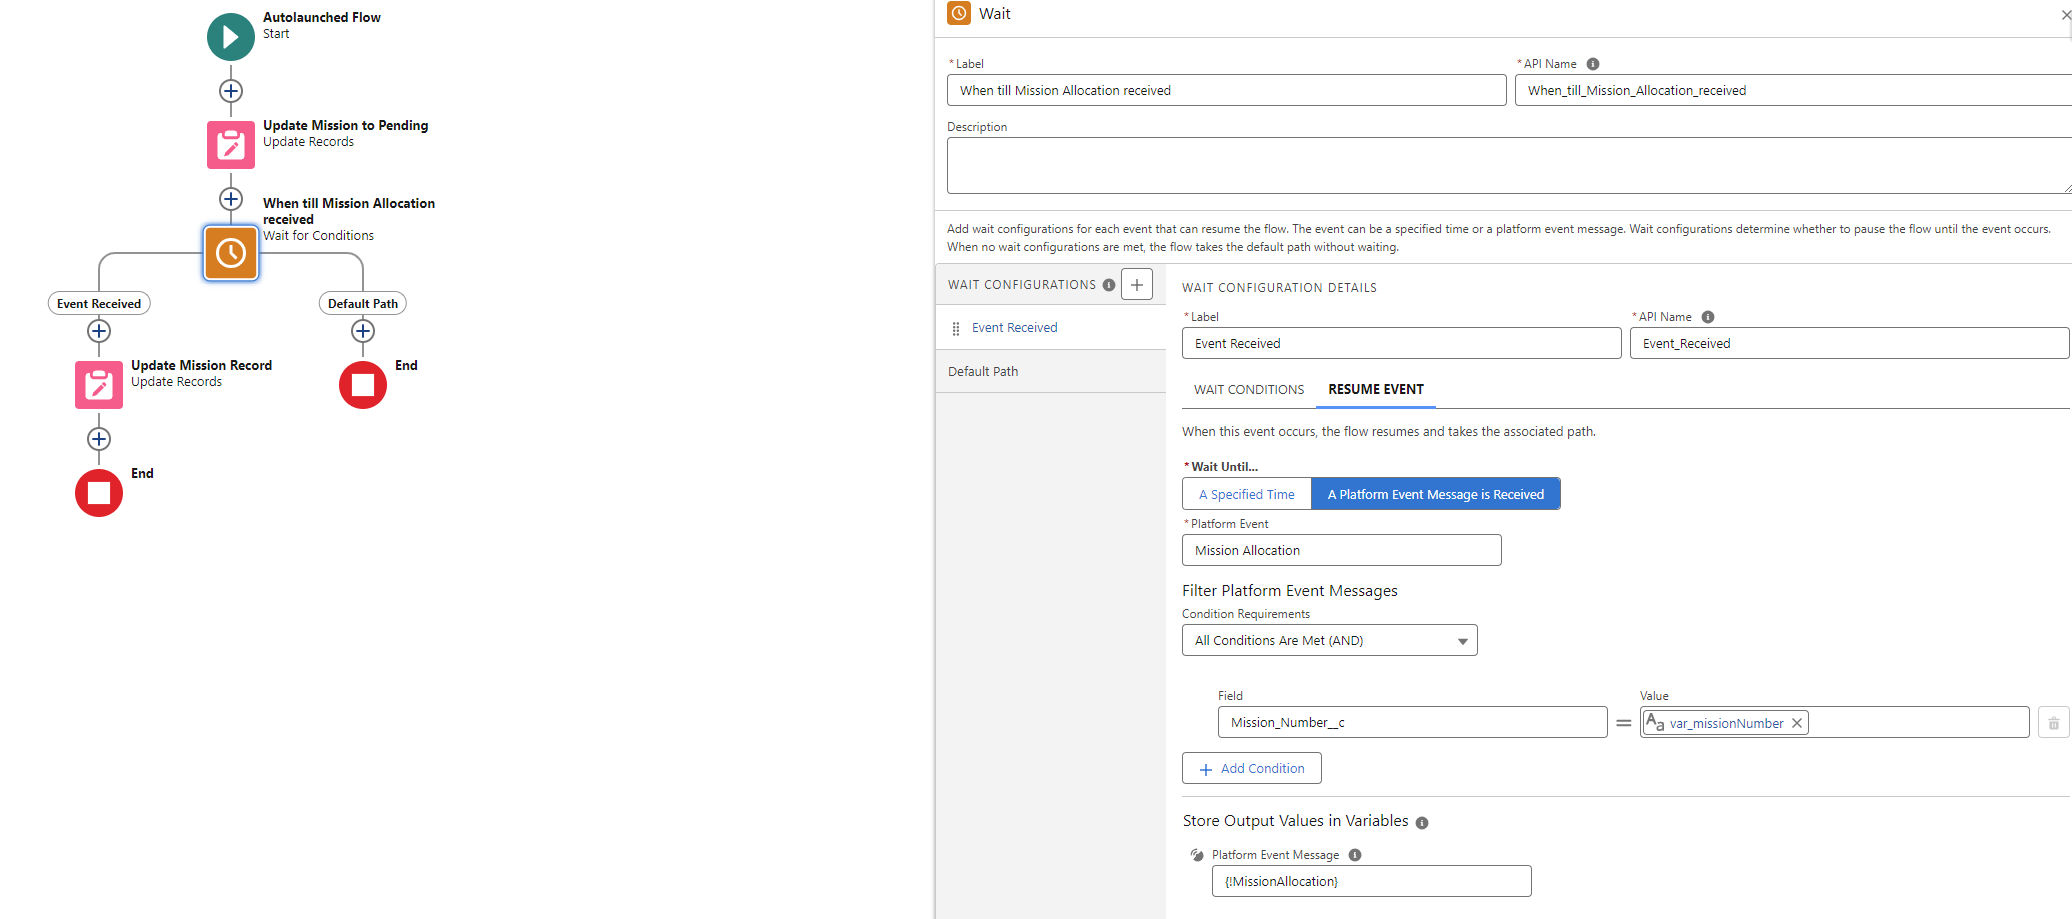 Autolaunched Flow
Start
Update Mission to Pending
Update Records
When till Mission Allocation
received
Wait for Conditions
Event Received
Default Path
Update Mission Record
Update Records
End
End
Wait
* Label
When till Mission Allocation received
* API Name
When_till_Mission_Allocation_received
Description
Add wait configurations for each event that can resume the flow. The event can be a specified time or a platform event message. Wait configurations determine whether to pause the flow until the event occurs.
When no wait configurations are met, the flow takes the default path without waiting.
WAIT CONFIGURATIONS
Event Received
Default Path
WAIT CONFIGURATION DETAILS
* Label
Event Received
* API Name
Event_Received
WAIT CONDITIONS
RESUME EVENT
When this event occurs, the flow resumes and takes the associated path.
* Wait Until...
A Specified Time
A Platform Event Message is Received
* Platform Event
Mission Allocation
Filter Platform Event Messages
Condition Requirements
All Conditions Are Met (AND)
Field
Mission_Number__c
=
Value
Aa var_missionNumber
+ Add Condition
Store Output Values in Variables
Platform Event Message
{!MissionAllocation}